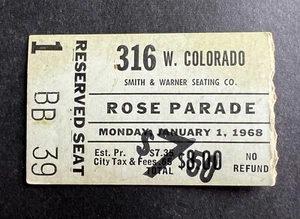 1
RESERVED SEAT
BB 39
316 W. COLORADO
SMITH & WARNER SEATING CO.
ROSE PARADE
MONDAY, JANUARY 1, 1968
Est. Pr. $7.35
City Tax & Fees .65
TOTAL $8.00
NO REFUND